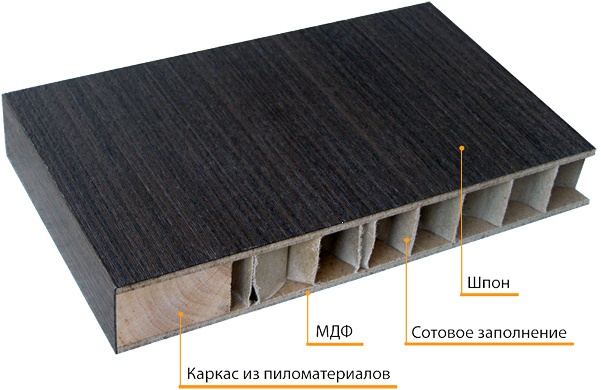 Шпон
МДФ
Сотовое заполнение
Каркас из пиломатериалов